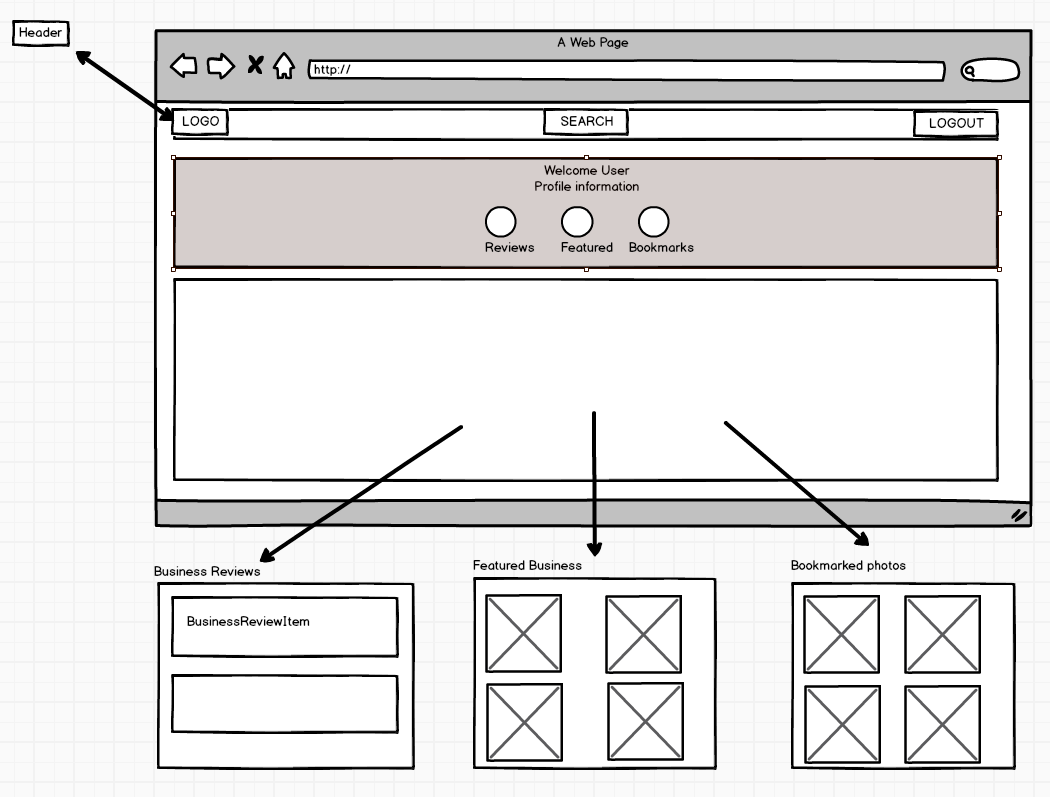 Header
A Web Page
http://
LOGO
SEARCH
LOGOUT
Welcome User
Profile information
Reviews
Featured
Bookmarks
Business Reviews
Featured Business
Bookmarked photos
BusinessReviewItem